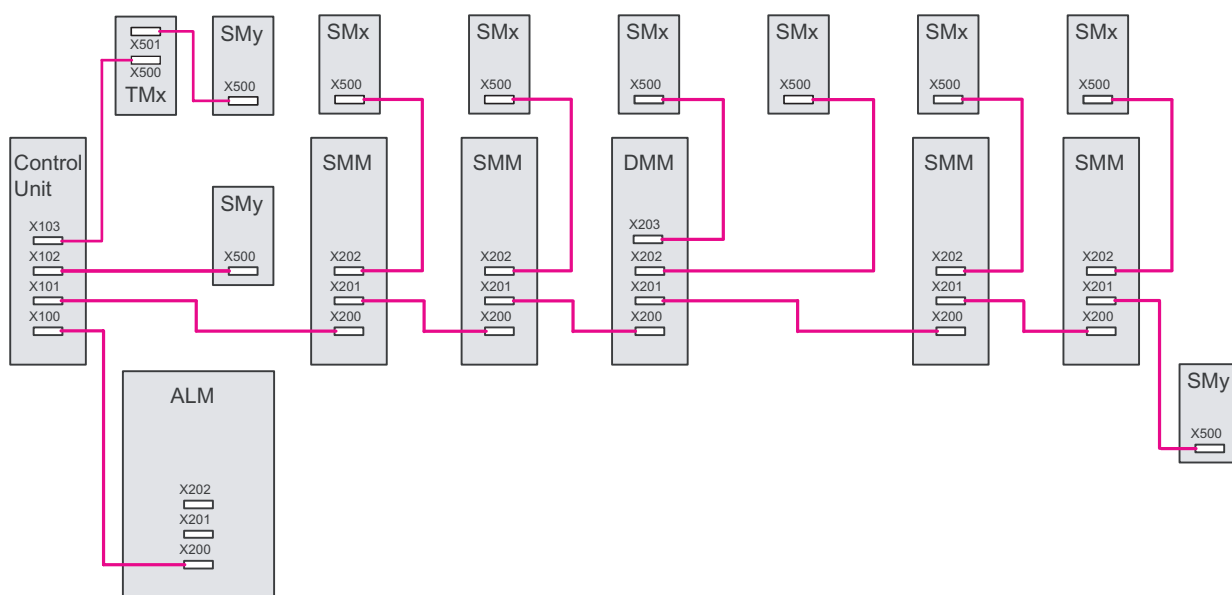 X501
X500
TMx
SMy
X500
SMx
X500
SMx
X500
SMx
X500
SMx
X500
SMx
X500
SMx
X500
Control
Unit
X103
X102
X101
X100
SMy
X500
SMM
X202
X201
X200
SMM
X202
X201
X200
DMM
X203
X202
X201
X200
SMM
X202
X201
X200
SMM
X202
X201
X200
ALM
X202
X201
X200
SMy
X500